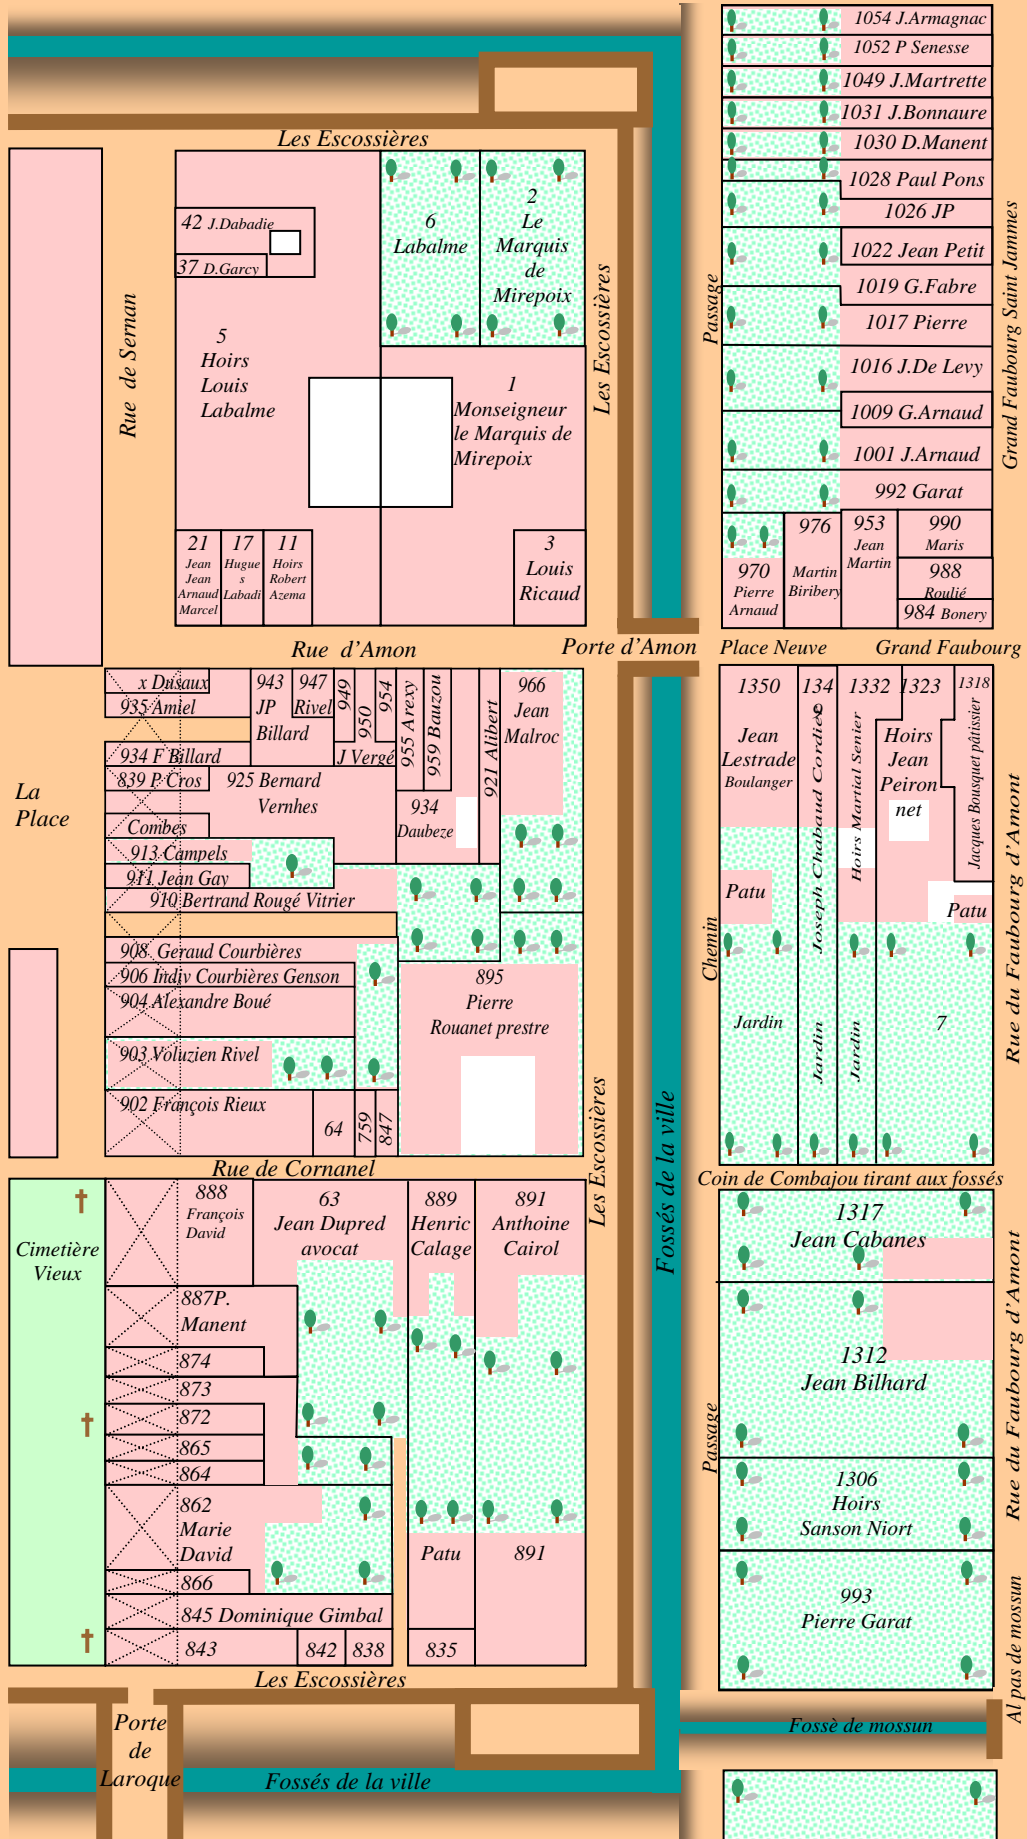 Les Escossières
42 J.Dabadie
37 D.Garcy
6
Labalme
2
Le
Marquis
de
Mirepoix
Rue de Sernan
5
Hoirs
Louis
Labalme
1
Monseigneur
le Marquis de
Mirepoix
Les Escossières
21
Jean
Jean
Arnaud
Marcel
17
Hugue
s
Labadi
11
Hoirs
Robert
Azema
3
Louis
Ricaud
Rue d'Amon
Porte d'Amon
Passage
1054 J.Armagnac
1052 P Senesse
1049 J.Martrette
1031 J.Bonnaure
1030 D.Manent
1028 Paul Pons
1026 JP
1022 Jean Petit
1019 G.Fabre
1017 Pierre
1016 J.De Levy
1009 G.Arnaud
1001 J.Arnaud
992 Garat
Grand Faubourg Saint Jammes
970
Pierre
Arnaud
976
Martin
Biribery
953
Jean
Martin
990
Maris
988
Roulié
984 Bonery
Place Neuve
Grand Faubourg
La
Place
x Dusaux
935 Amiel
943
JP
Billard
947
Rivel
949
950
954
J Vergé
955 Arexy
959 Bauzou
921 Alibert
966
Jean
Malroc
934 F Billard
839 P. Cros
925 Bernard
Vernhes
934
Daubeze
Combes
913 Campels
911 Jean Gay
910 Bertrand Rougé Vitrier
908 Geraud Courbières
906 Indiv Courbières Genson
904 Alexandre Boué
903 Voluzien Rivel
902 François Rieux
64
759
847
895
Pierre
Rouanet prestre
Les Escossières
Fossés de la ville
Rue de Cornanel
1350
Jean
Lestrade
Boulanger
Patu
Jardin
134
Joseph Chabaud Cordier
Jardin
1332
Hoirs Martial Senier
Jardin
1323
Hoirs
Jean
Peiron
net
1318
Jacques Bousquet pâtissier
Patu
7
Chemin
Rue du Faubourg d'Amont
Coin de Combajou tirant aux fossés
Cimetière
Vieux
888
François
David
63
Jean Dupred
avocat
889
Henric
Calage
891
Anthoine
Cairol
887P.
Manent
874
873
872
865
864
862
Marie
David
866
845 Dominique Gimbal
843
842
838
Patu
835
891
Les Escossières
1317
Jean Cabanes
1312
Jean Bilhard
1306
Hoirs
Sanson Niort
993
Pierre Garat
Passage
Rue du Faubourg d'Amont
Al pas de mossun
Fossè de mossun
Porte
de
Laroque
Fossés de la ville